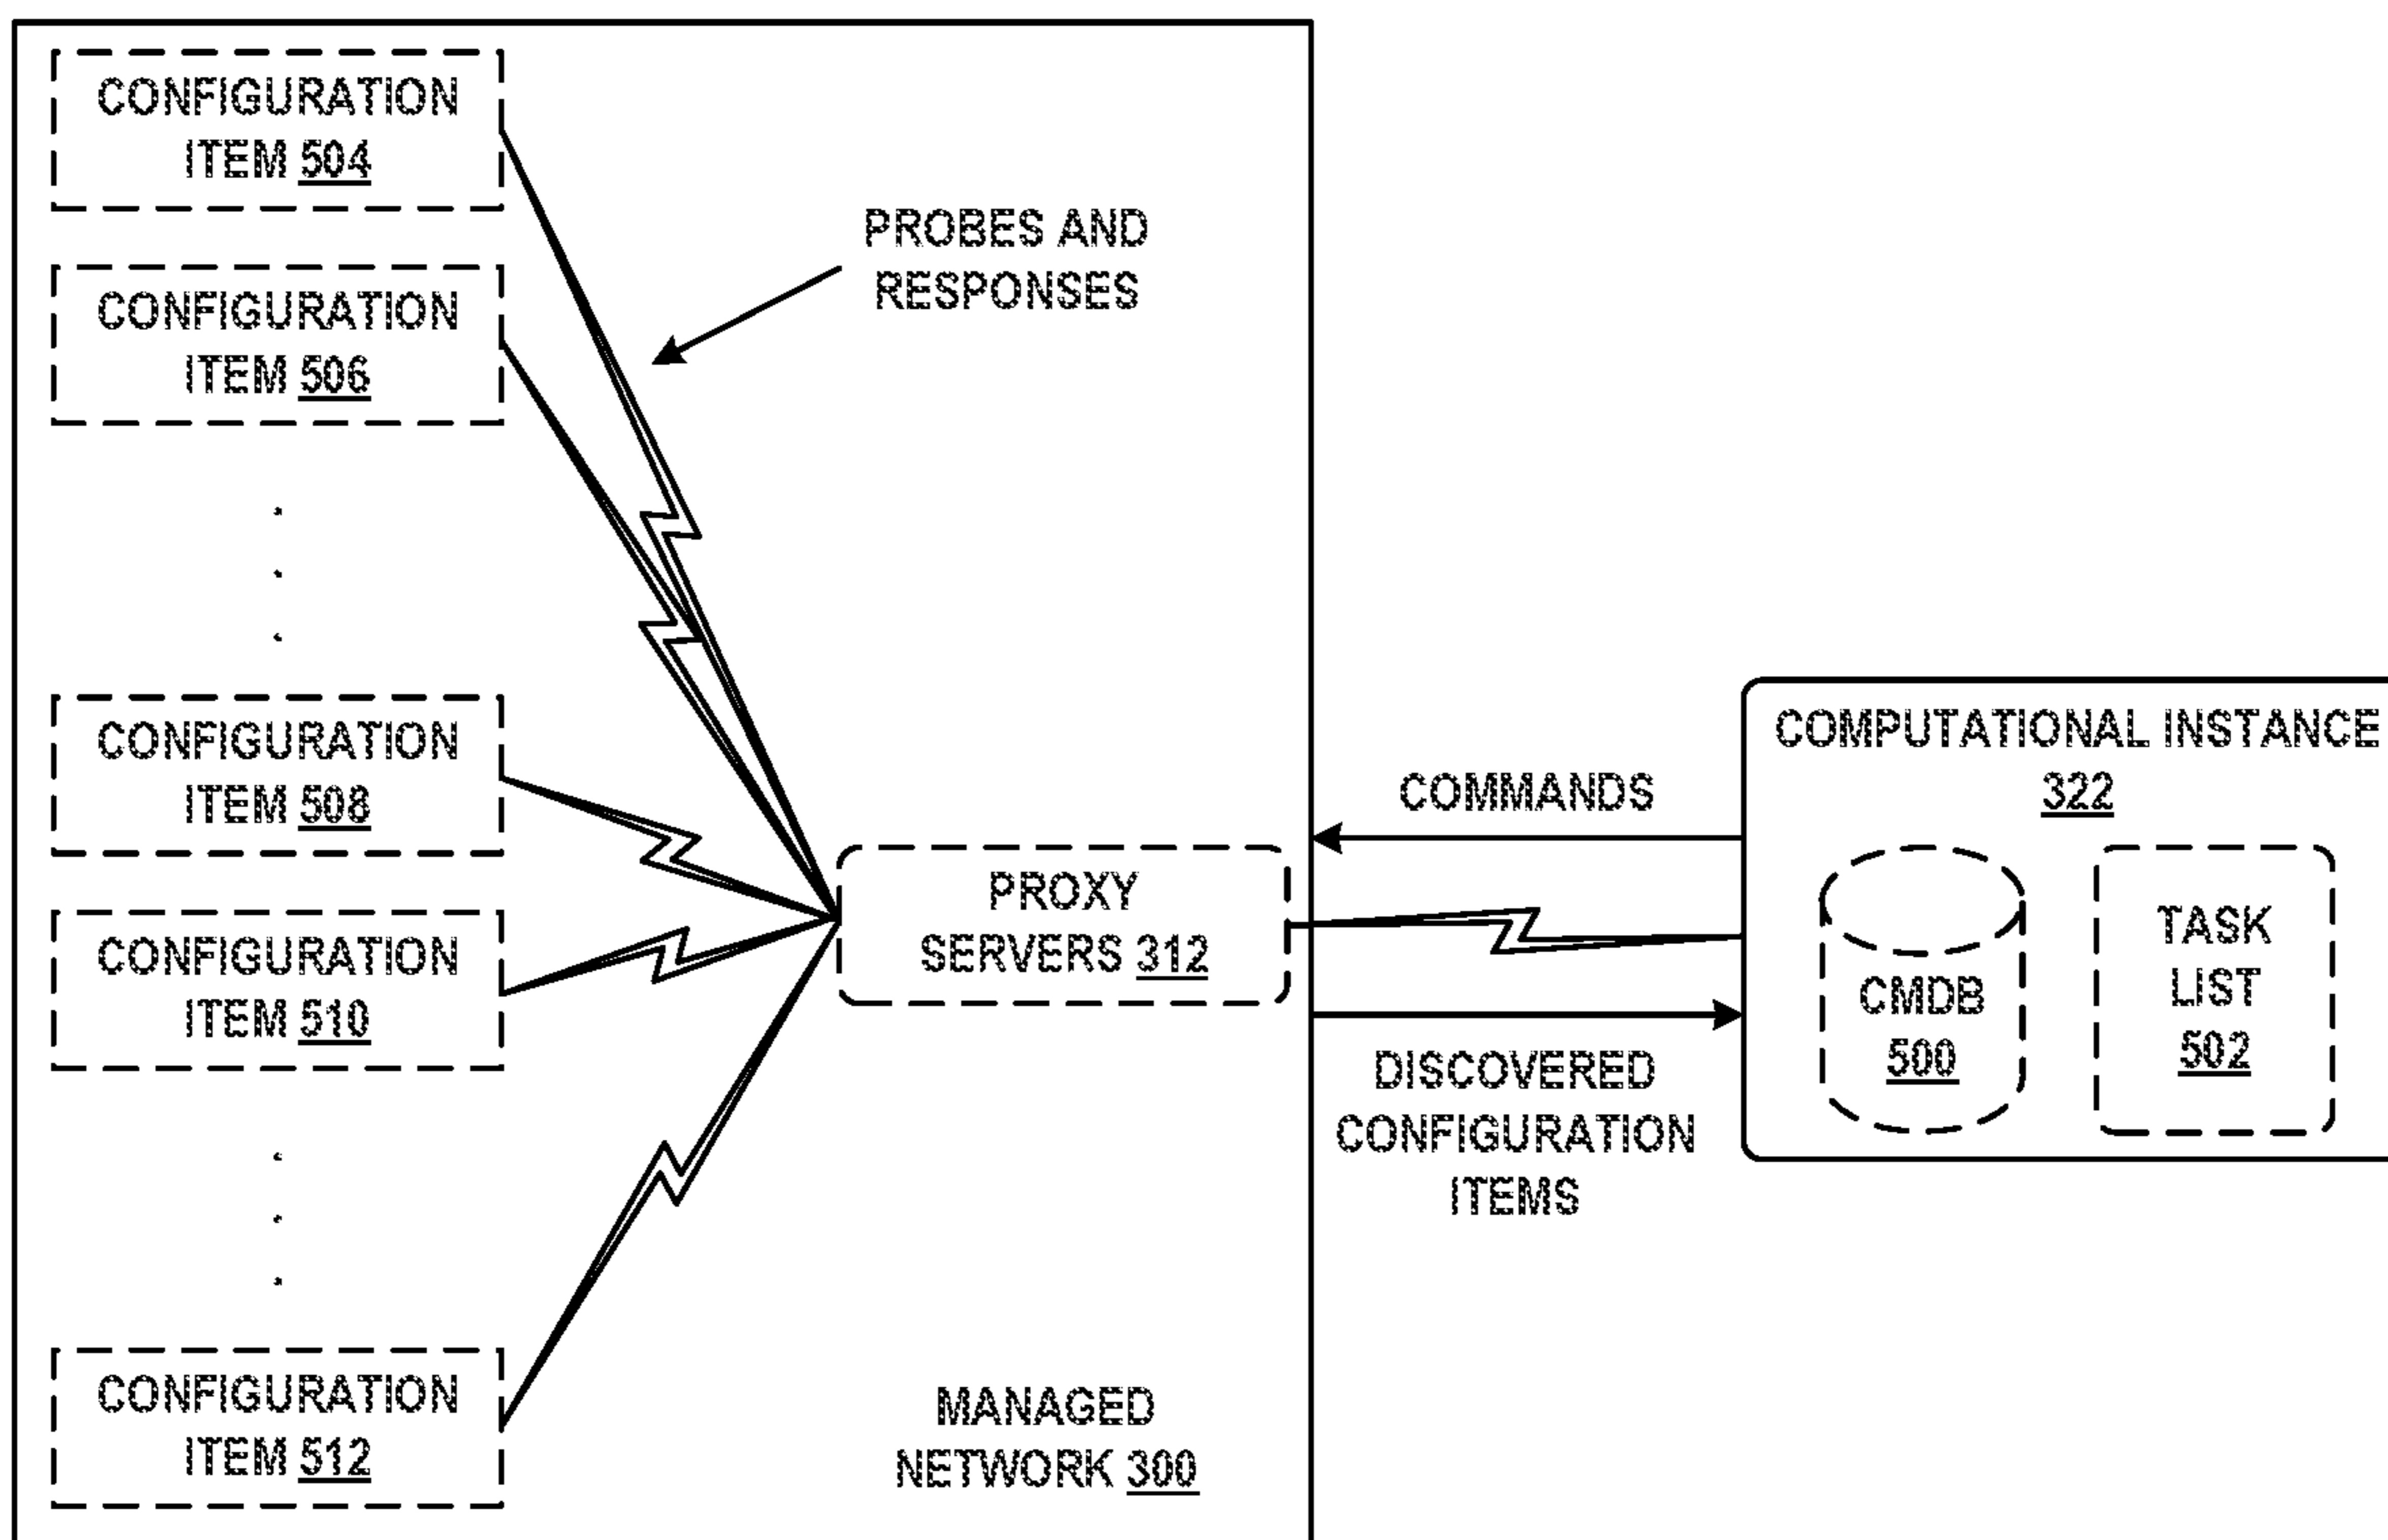 CONFIGURATION
ITEM 504
PROBES AND
RESPONSES
CONFIGURATION
ITEM 506
CONFIGURATION
ITEM 508
CONFIGURATION
ITEM 510
CONFIGURATION
ITEM 512
PROXY
SERVERS 312
MANAGED
NETWORK 300
COMMANDS
DISCOVERED
CONFIGURATION
ITEMS
COMPUTATIONAL INSTANCE
322
CMDB
500
TASK
LIST
502